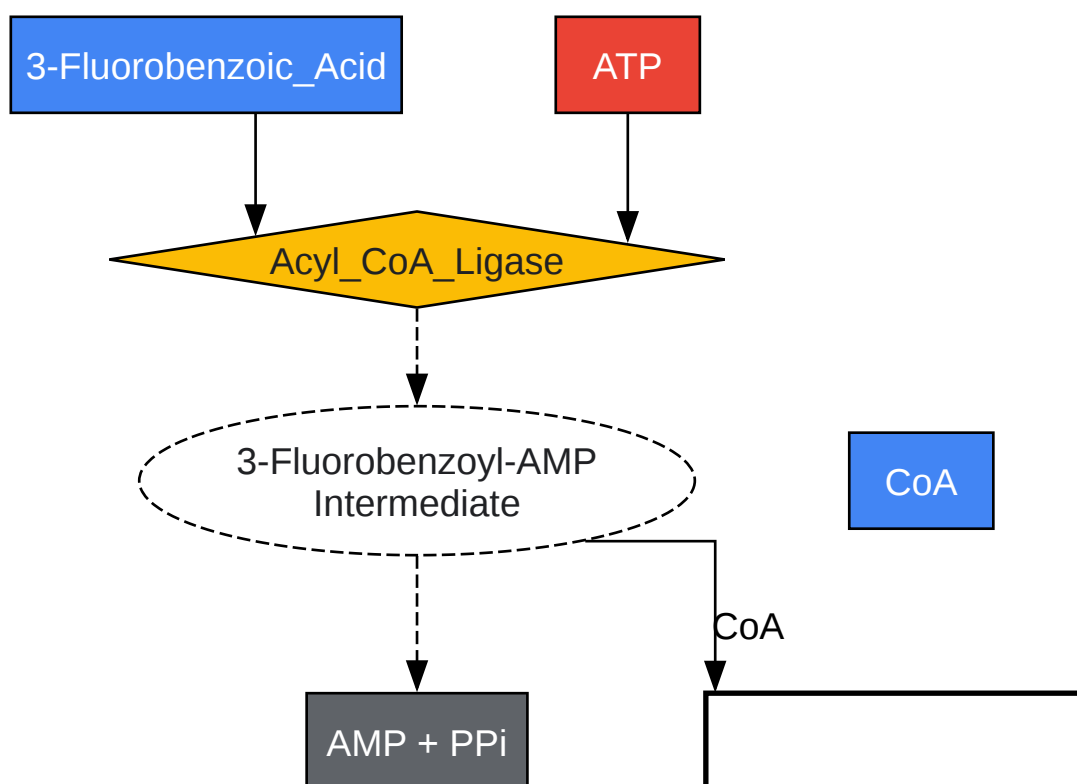 3-Fluorobenzoic_Acid
ATP
Acyl_CoA_Ligase
3-Fluorobenzoyl-AMP
Intermediate
CoA
CoA
AMP + PPi